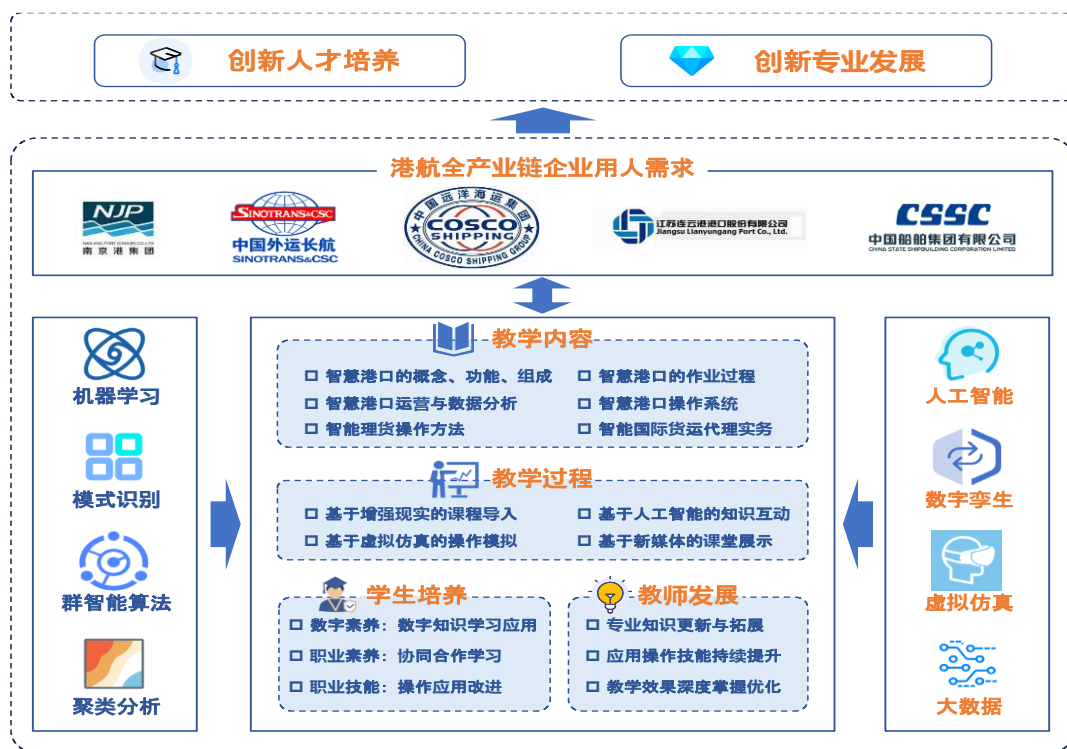 创新人才培养
创新专业发展
港航全产业链企业用人需求
NJP
南京港集团
SINOTRANS&CSC
中国外运长航
SINOTRANS&CSC
中国远洋海运集团
COSCO
SHIPPING
CHINA COSCO SHIPPING GROUP
江苏连云港港口股份有限公司
Jiangsu Lianyungang Port Co., Ltd.
CSSC
中国船舶集团有限公司
CHINA STATE SHIPBUILDING CORPORATION LIMITED
机器学习
模式识别
群智能算法
聚类分析
教学内容
智慧港口的概念、功能、组成
智慧港口的作业过程
智慧港口运营与数据分析
智慧港口操作系统
智能理货操作方法
智能国际货运代理实务
教学过程
基于增强现实的课程导入
基于人工智能的知识互动
基于虚拟仿真的操作模拟
基于新媒体的课堂展示
学生培养
数字素养：数字知识学习应用
职业素养：协同合作学习
职业技能：操作应用改进
教师发展
专业知识更新与拓展
应用操作技能持续提升
教学效果深度掌握优化
人工智能
数字孪生
虚拟仿真
大数据